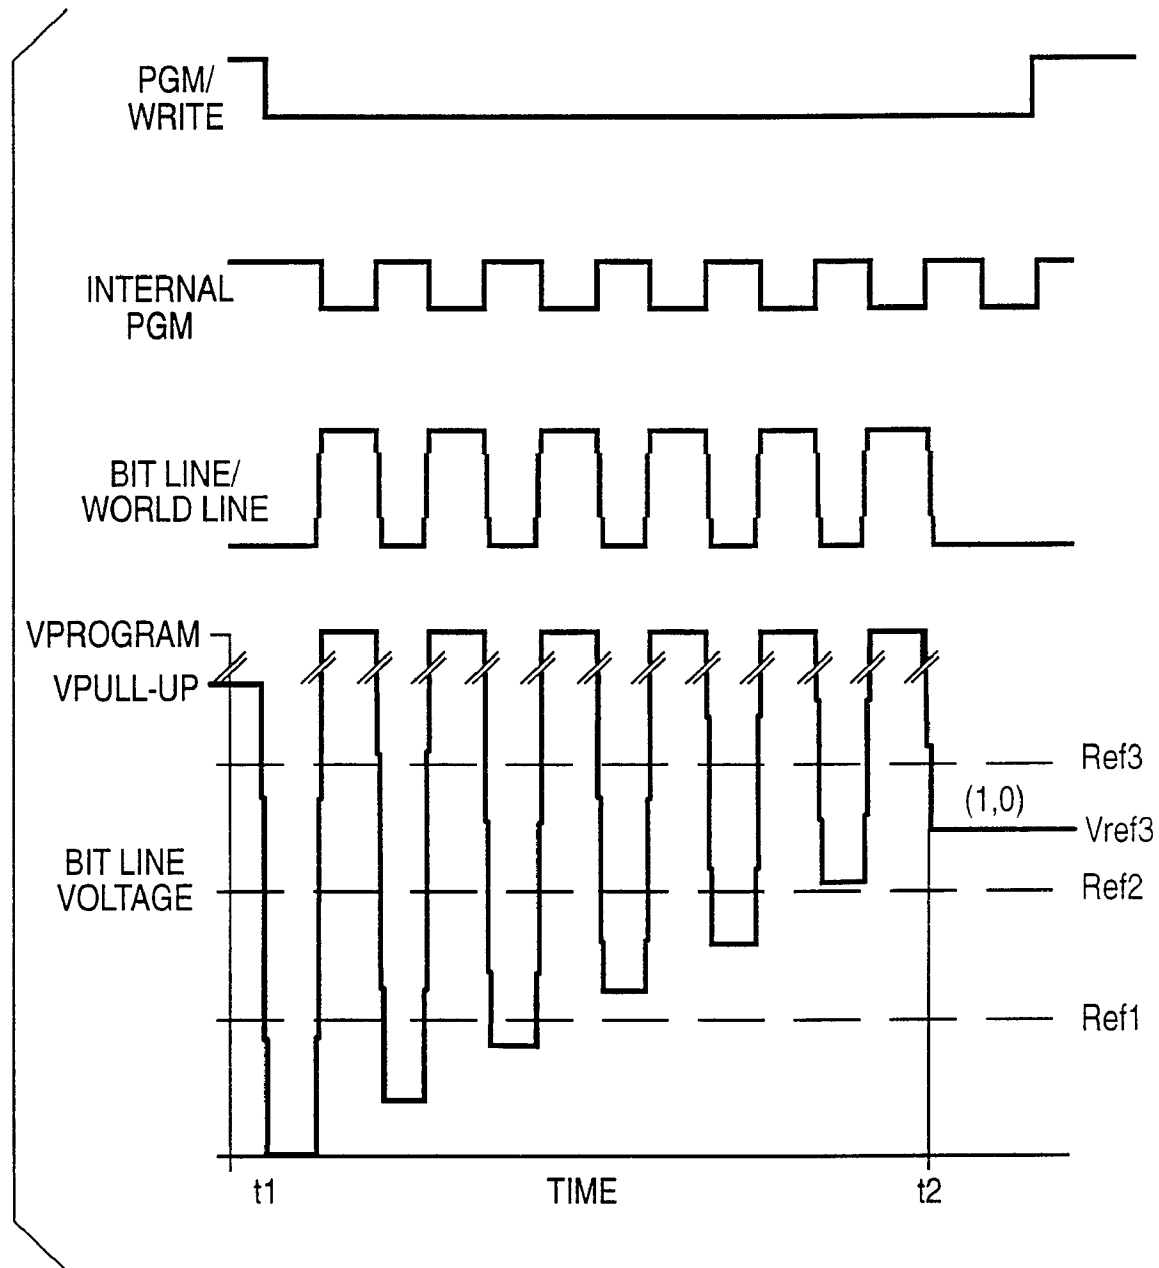 PGM/
WRITE
INTERNAL
PGM
BIT LINE/
WORLD LINE
VPROGRAM
VPULL-UP
Ref3
(1,0)
Vref3
BIT LINE
VOLTAGE
Ref2
Ref1
t1
TIME
t2